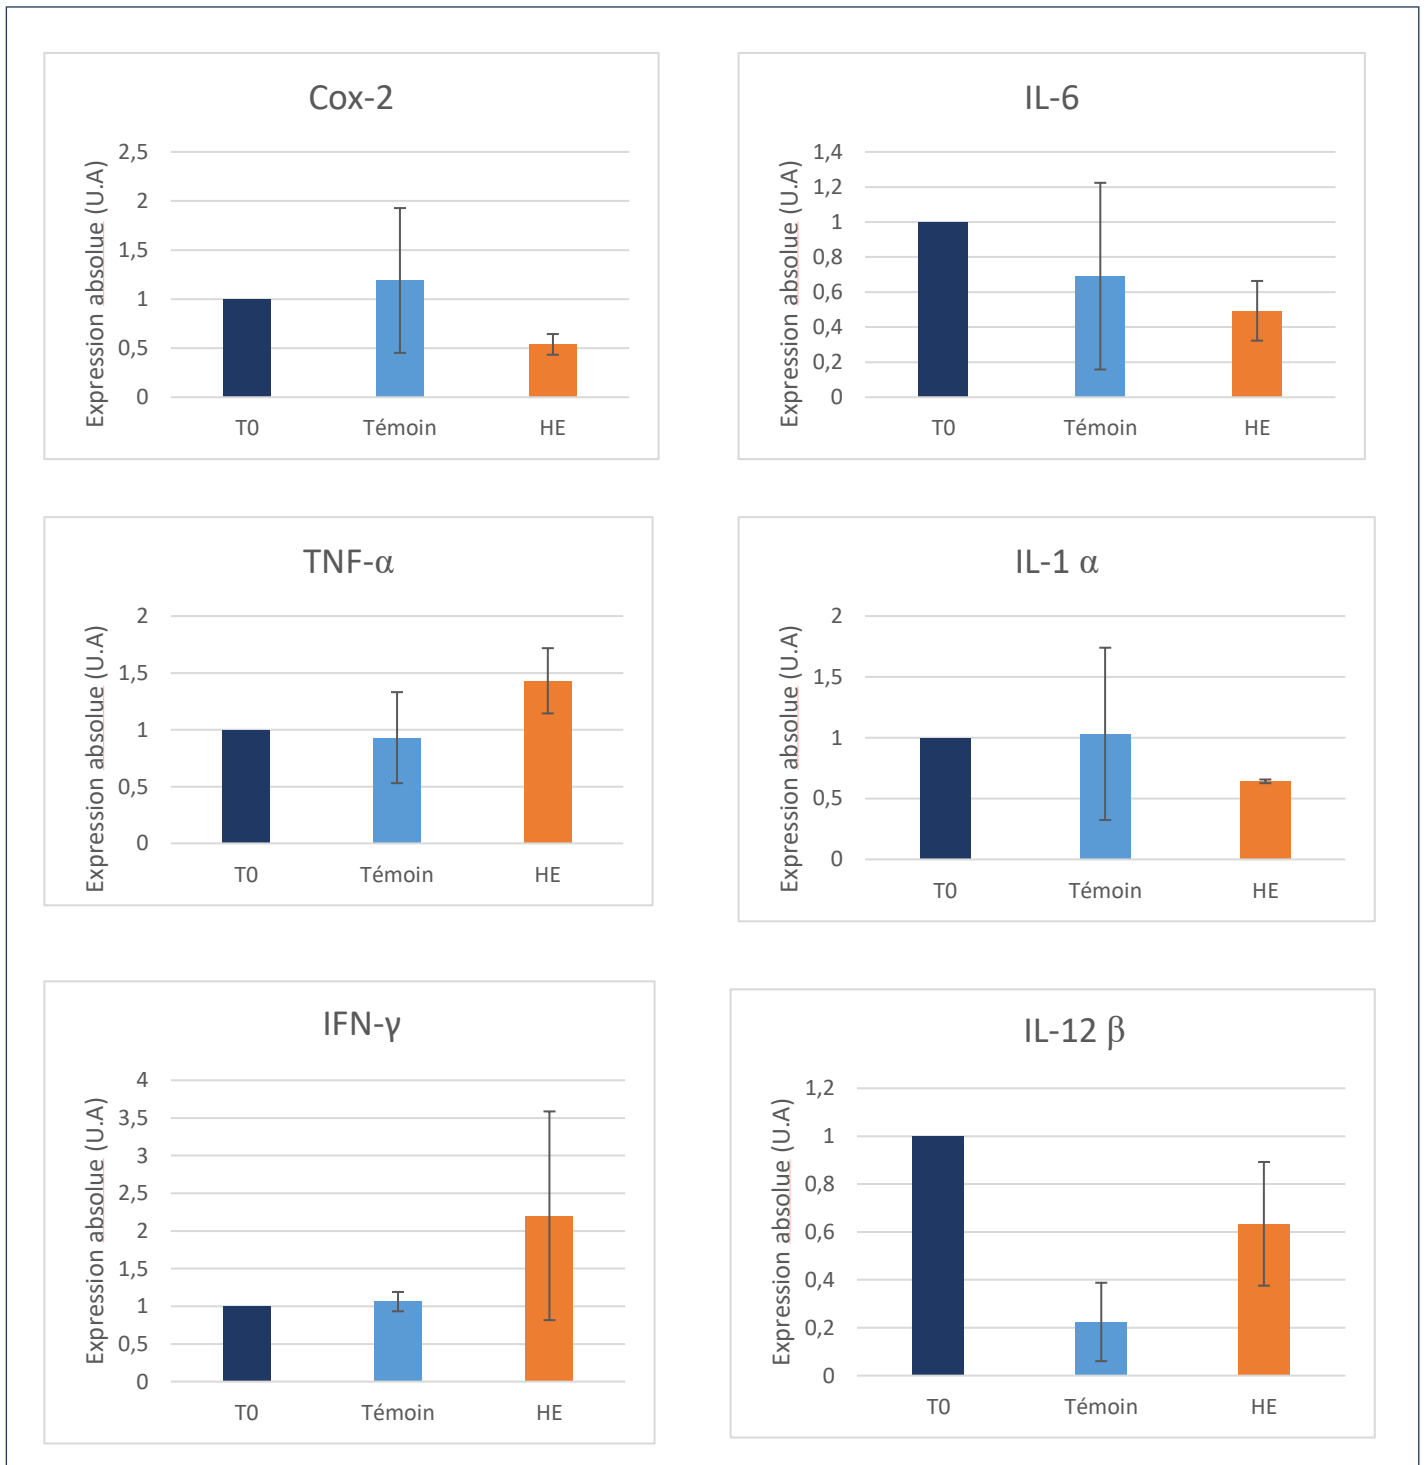 Cox-2
Expression absolue (U.A)
2,5
2
1,5
1
0,5
0
T0 Témoin HE
IL-6
Expression absolue (U.A)
1,4
1,2
1
0,8
0,6
0,4
0,2
0
T0 Témoin HE
TNF-α
Expression absolue (U.A)
2
1,5
1
0,5
0
T0 Témoin HE
IL-1 α
Expression absolue (U.A)
2
1,5
1
0,5
0
T0 Témoin HE
IFN-γ
Expression absolue (U.A)
4
3,5
3
2,5
2
1,5
1
0,5
0
T0 Témoin HE
IL-12 β
Expression absolue (U.A)
1,2
1
0,8
0,6
0,4
0,2
0
T0 Témoin HE